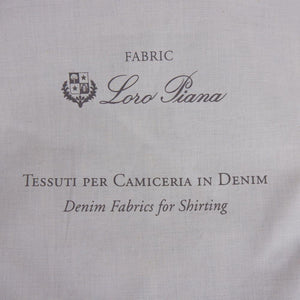 FABRIC
Loro Piana
TESSUTI PER CAMICERIA IN DENIM
Denim Fabrics for Shirting